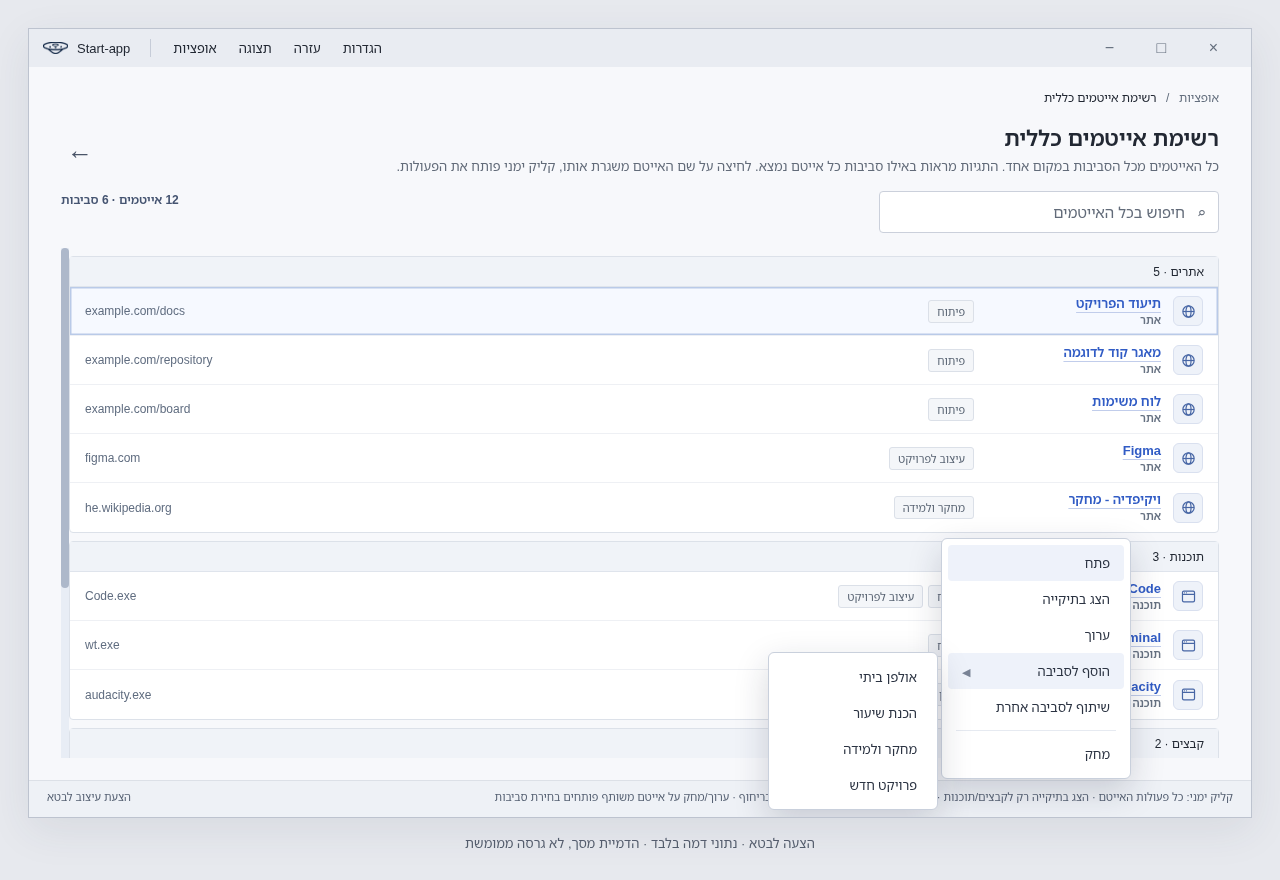 Start-app
אופציות תצוגה עזרה הגדרות
אופציות / רשימת אייטמים כללית
רשימת אייטמים כללית
כל האייטמים מכל הסביבות במקום אחד. התגיות מראות באילו סביבות כל אייטם נמצא. לחיצה על שם האייטם משגרת אותו, קליק ימני פותח את הפעולות.
חיפוש בכל האייטמים
12 אייטמים · 6 סביבות
אתרים · 5
תיעוד הפרויקט פיתוח example.com/docs
אתר
מאגר קוד לדוגמה פיתוח example.com/repository
אתר
לוח משימות פיתוח example.com/board
אתר
Figma עיצוב לפרויקט figma.com
אתר
ויקיפדיה - מחקר מחקר ולמידה he.wikipedia.org
אתר
תוכנות · 3
Code עיצוב לפרויקט Code.exe
תוכנה
minal wt.exe
תוכנה
acity audacity.exe
תוכנה
קבצים · 2
פתח
הצג בתיקייה
ערוך
הוסף לסביבה
שיתוף לסביבה אחרת
מחק
אולפן ביתי
הכנת שיעור
מחקר ולמידה
פרויקט חדש
קליק ימני: כל פעולות האייטם · הצג בתיקייה רק לקבצים/תוכנות · בריחוף · ערוך/מחק על אייטם משותף פותחים בחירת סביבות
הצעת עיצוב לבטא
הצעה לבטא · נתוני דמה בלבד · הדמיית מסך, לא גרסה ממומשת